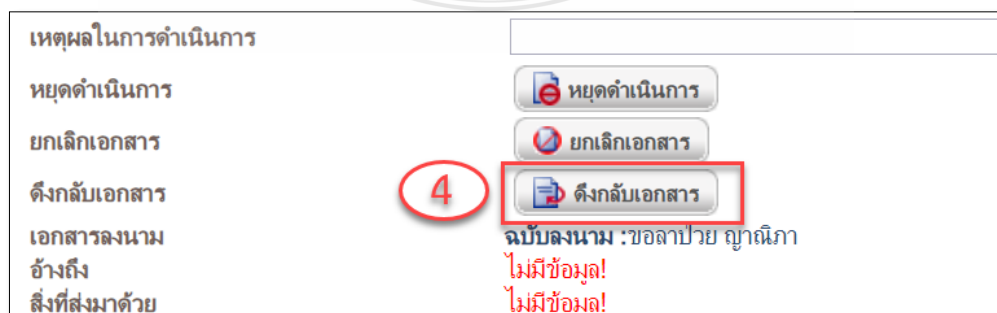 เหตุผลในการดำเนินการ
หยุดดำเนินการ หยุดดำเนินการ
ยกเลิกเอกสาร ยกเลิกเอกสาร
ดึงกลับเอกสาร 4 ดึงกลับเอกสาร
เอกสารลงนาม ฉบับลงนาม :ขอลาป่วย ญาณิภา
อ้างถึง ไม่มีข้อมูล!
สิ่งที่ส่งมาด้วย ไม่มีข้อมูล!